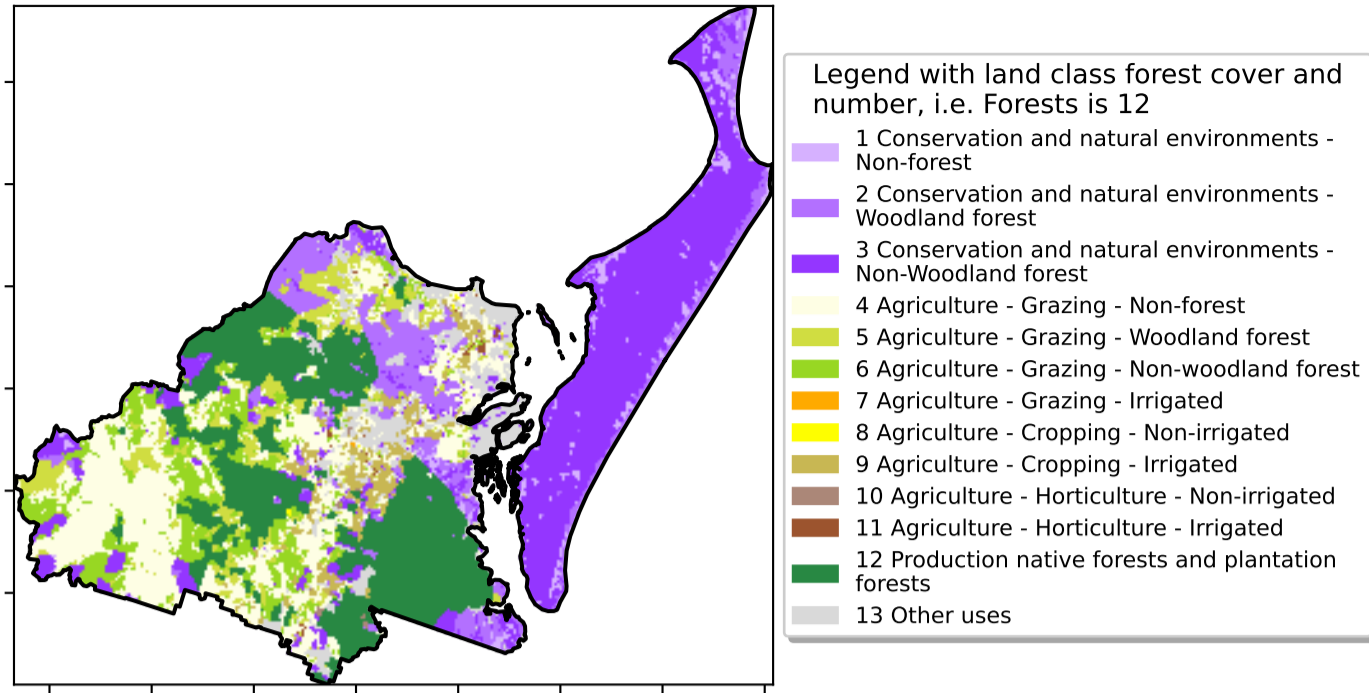 Legend with land class forest cover and
number, i.e. Forests is 12
1 Conservation and natural environments -
Non-forest
2 Conservation and natural environments -
Woodland forest
3 Conservation and natural environments -
Non-Woodland forest
4 Agriculture - Grazing - Non-forest
5 Agriculture - Grazing - Woodland forest
6 Agriculture - Grazing - Non-woodland forest
7 Agriculture - Grazing - Irrigated
8 Agriculture - Cropping - Non-irrigated
9 Agriculture - Cropping - Irrigated
10 Agriculture - Horticulture - Non-irrigated
11 Agriculture - Horticulture - Irrigated
12 Production native forests and plantation
forests
13 Other uses